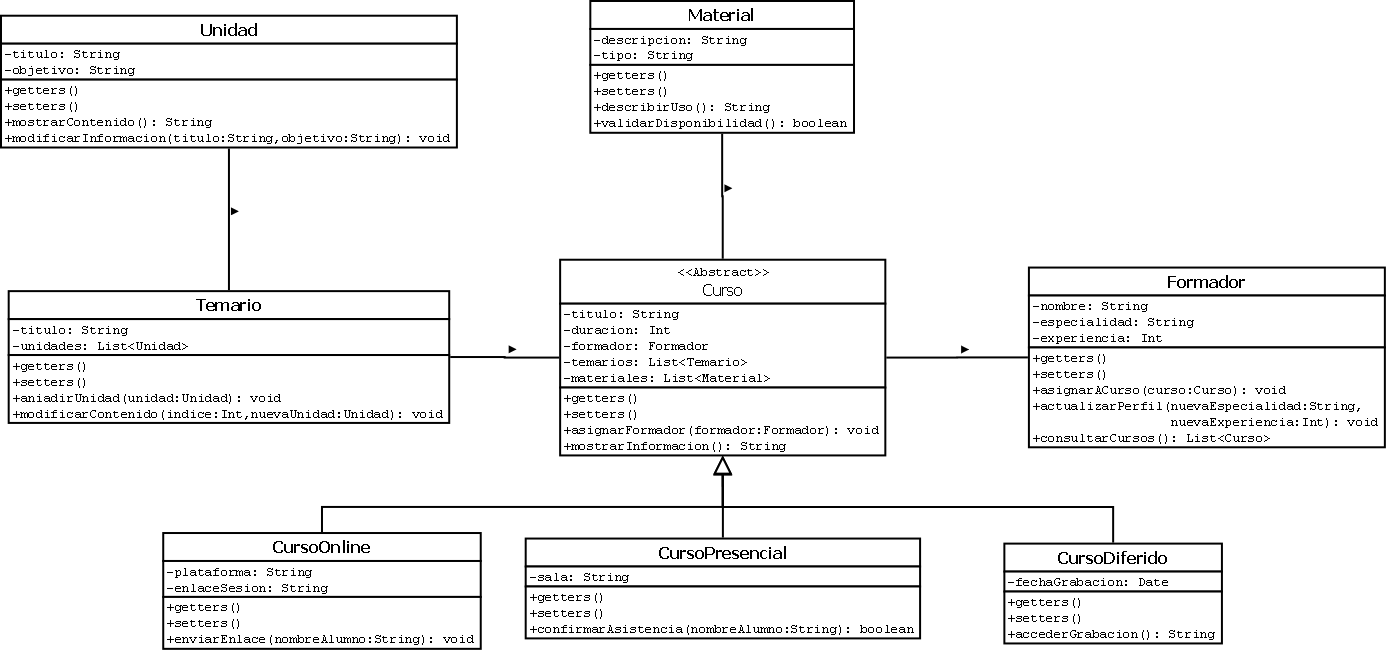 Unidad
-titulo: String
-objetivo: String
+getters()
+setters()
+mostrarContenido(): String
+modificarInformacion(titulo:String,objetivo:String): void
Material
-descripcion: String
-tipo: String
+getters()
+setters()
+describirUso(): String
+validarDisponibilidad(): boolean
Temario
-titulo: String
-unidades: List<Unidad>
+getters()
+setters()
+aniadirUnidad(unidad:Unidad): void
+modificarContenido(indice:Int,nuevaUnidad:Unidad): void
<<Abstract>>
Curso
-titulo: String
-duracion: Int
-formador: Formador
-temarios: List<Temario>
-materiales: List<Material>
+getters()
+setters()
+asignarFormador(formador:Formador): void
+mostrarInformacion(): String
Formador
-nombre: String
-especialidad: String
-experiencia: Int
+getters()
+setters()
+asignarACurso(curso:Curso): void
+actualizarPerfil(nuevaEspecialidad:String,
nuevaExperiencia:Int): void
+consultarCursos(): List<Curso>
CursoOnline
-plataforma: String
-enlaceSesion: String
+getters()
+setters()
+enviarEnlace(nombreAlumno:String): void
CursoPresencial
-sala: String
+getters()
+setters()
+confirmarAsistencia(nombreAlumno:String): boolean
CursoDiferido
-fechaGrabacion: Date
+getters()
+setters()
+accederGrabacion(): String